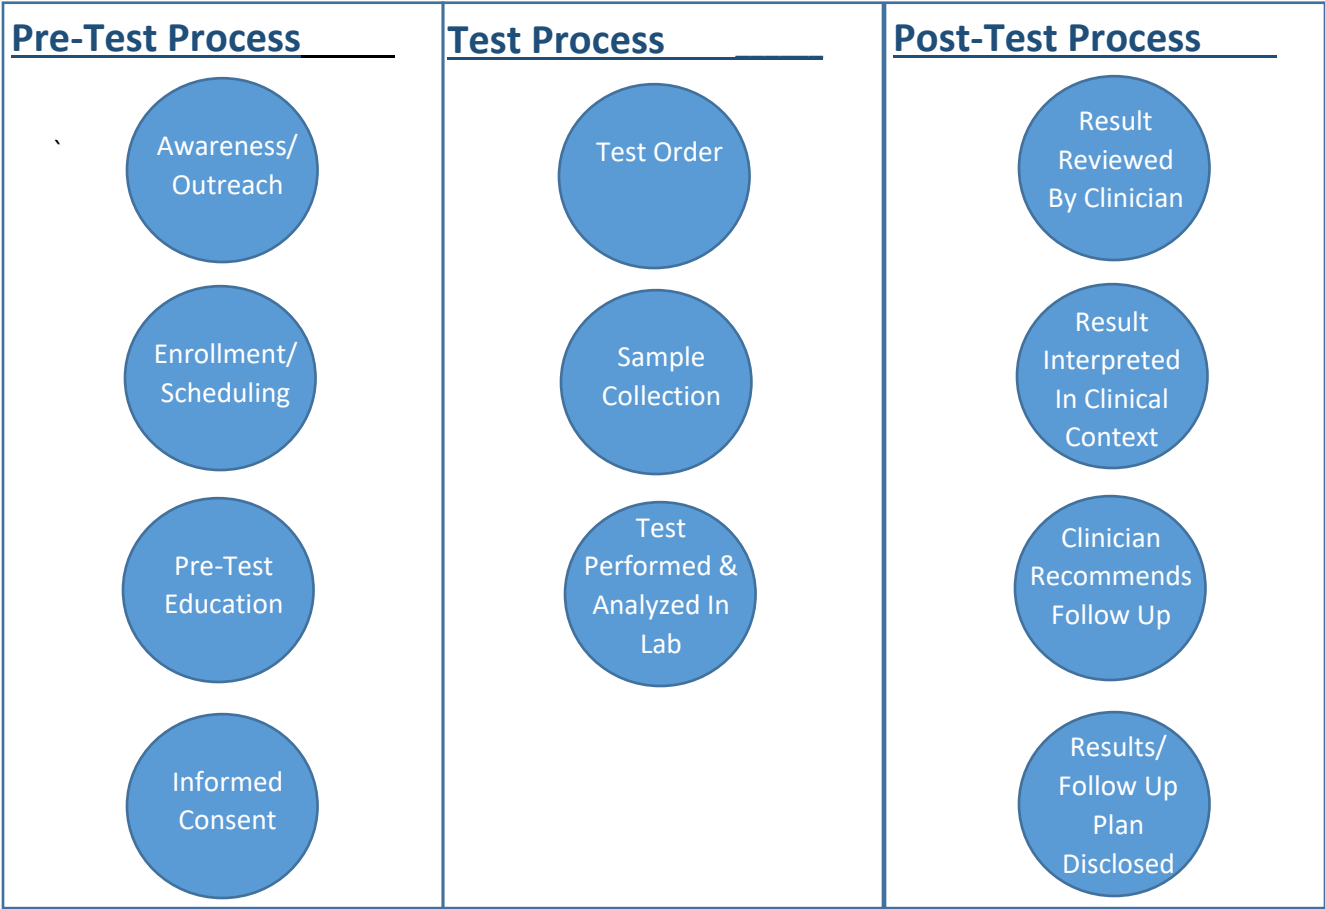 Pre-Test Process
`
Awareness/
Outreach
Enrollment/
Scheduling
Pre-Test
Education
Informed
Consent
Test Process
Test Order
Sample
Collection
Test
Performed &
Analyzed In
Lab
Post-Test Process
Result
Reviewed
By Clinician
Result
Interpreted
In Clinical
Context
Clinician
Recommends
Follow Up
Results/
Follow Up
Plan
Disclosed